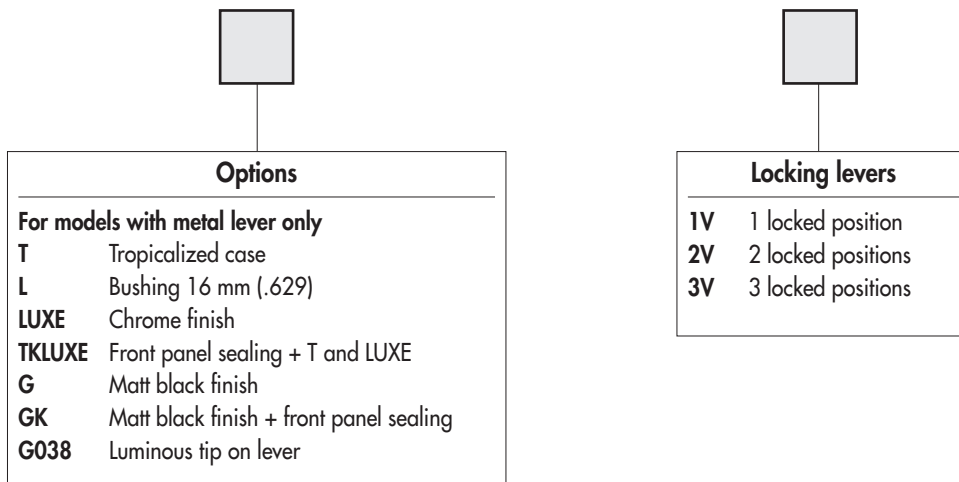 Options
For models with metal lever only
T Tropicalized case
L Bushing 16 mm (.629)
LUXE Chrome finish
TKLUXE Front panel sealing + T and LUXE
G Matt black finish
GK Matt black finish + front panel sealing
G038 Luminous tip on lever
Locking levers
1V 1 locked position
2V 2 locked positions
3V 3 locked positions